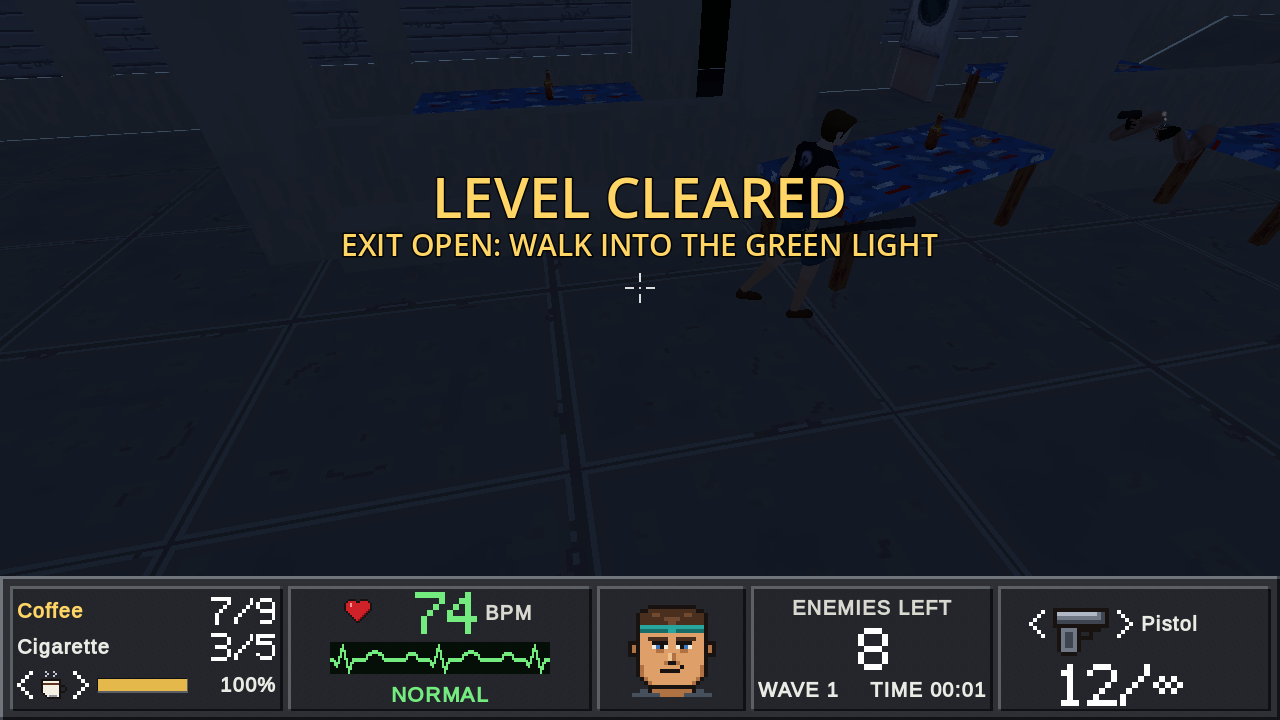 LEVEL CLEARED
EXIT OPEN: WALK INTO THE GREEN LIGHT
Coffee 7/9
Cigarette 3/5
100%
74 BPM
NORMAL
ENEMIES LEFT
8
WAVE 1 TIME 00:01
Pistol
12/∞